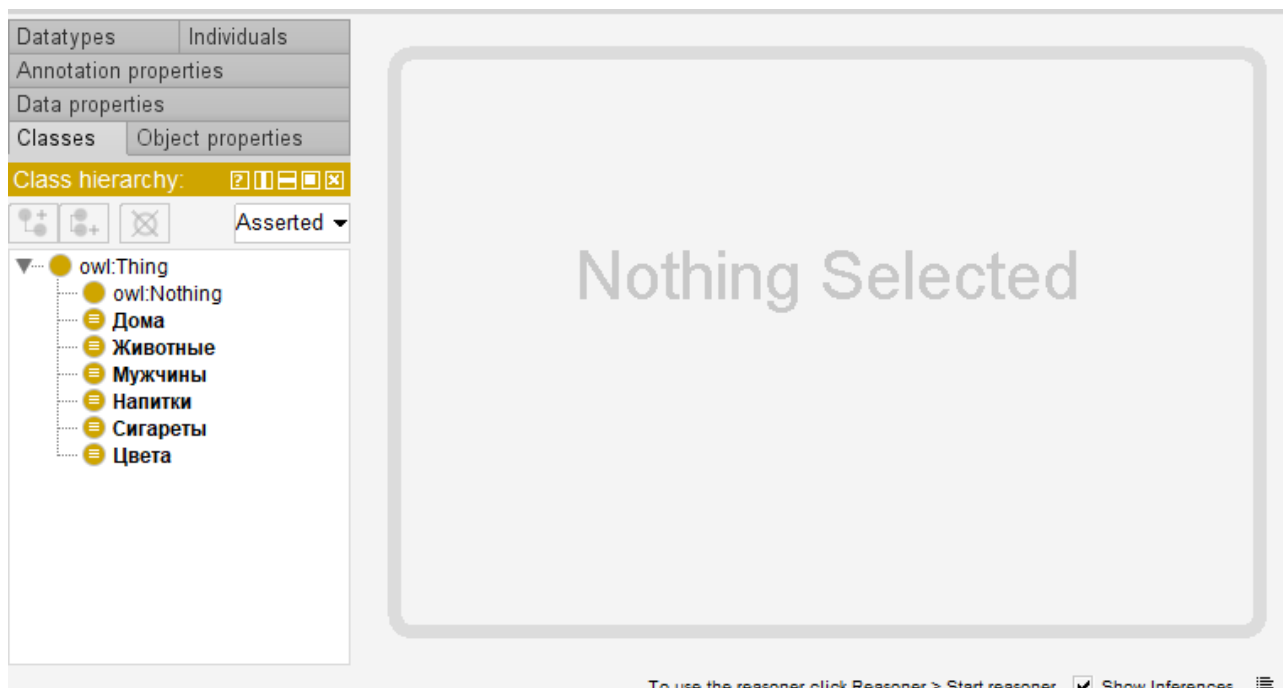 Datatypes Individuals
Annotation properties
Data properties
Classes Object properties
Class hierarchy:
Asserted
owl:Thing
owl:Nothing
Дома
Животные
Мужчины
Напитки
Сигареты
Цвета
Nothing Selected
To use the reasoner click Reasoner > Start reasoner Show Inferences